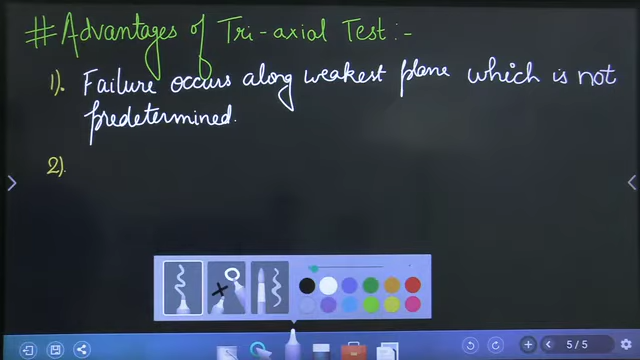 # Advantages of Tri-axial Test :-
1). Failure occurs along weakest plane which is not
predetermined.
2).
5 / 5